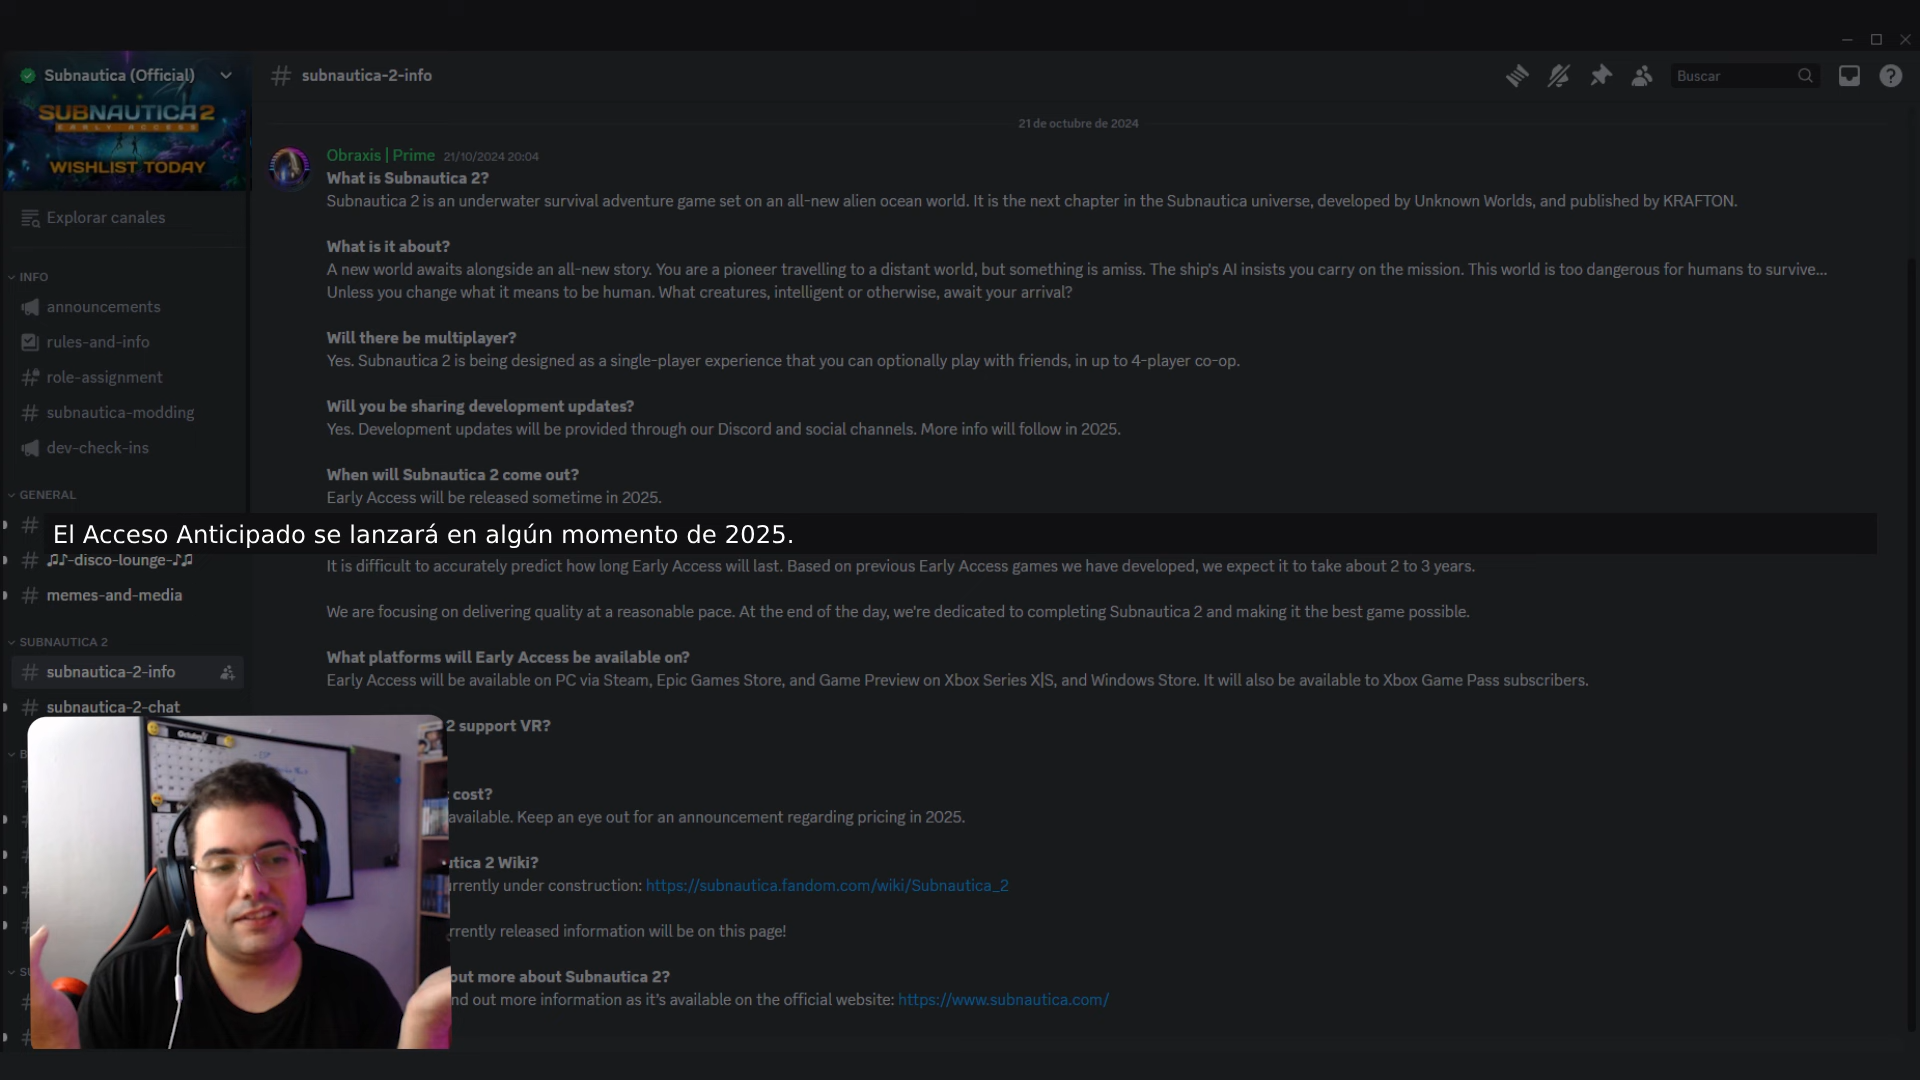 Subnautica (Official)
SUBNAUTICA 2
EARLY ACCESS
WISHLIST TODAY
Explorar canales
INFO
announcements
rules-and-info
role-assignment
subnautica-modding
dev-check-ins
GENERAL
♫♪-disco-lounge-♪♫
memes-and-media
SUBNAUTICA 2
subnautica-2-info
subnautica-2-chat
subnautica-2-info
Buscar
21 de octubre de 2024
Obraxis | Prime 21/10/2024 20:04
What is Subnautica 2?
Subnautica 2 is an underwater survival adventure game set on an all-new alien ocean world. It is the next chapter in the Subnautica universe, developed by Unknown Worlds, and published by KRAFTON.
What is it about?
A new world awaits alongside an all-new story. You are a pioneer travelling to a distant world, but something is amiss. The ship's AI insists you carry on the mission. This world is too dangerous for humans to survive...
Unless you change what it means to be human. What creatures, intelligent or otherwise, await your arrival?
Will there be multiplayer?
Yes. Subnautica 2 is being designed as a single-player experience that you can optionally play with friends, in up to 4-player co-op.
Will you be sharing development updates?
Yes. Development updates will be provided through our Discord and social channels. More info will follow in 2025.
When will Subnautica 2 come out?
Early Access will be released sometime in 2025.
El Acceso Anticipado se lanzará en algún momento de 2025.
It is difficult to accurately predict how long Early Access will last. Based on previous Early Access games we have developed, we expect it to take about 2 to 3 years.
We are focusing on delivering quality at a reasonable pace. At the end of the day, we're dedicated to completing Subnautica 2 and making it the best game possible.
What platforms will Early Access be available on?
Early Access will be available on PC via Steam, Epic Games Store, and Game Preview on Xbox Series X|S, and Windows Store. It will also be available to Xbox Game Pass subscribers.
2 support VR?
cost?
available. Keep an eye out for an announcement regarding pricing in 2025.
2 Wiki?
under construction: https://subnautica.fandom.com/wiki/Subnautica_2
released information will be on this page!
out more about Subnautica 2?
out more information as it's available on the official website: https://www.subnautica.com/
October